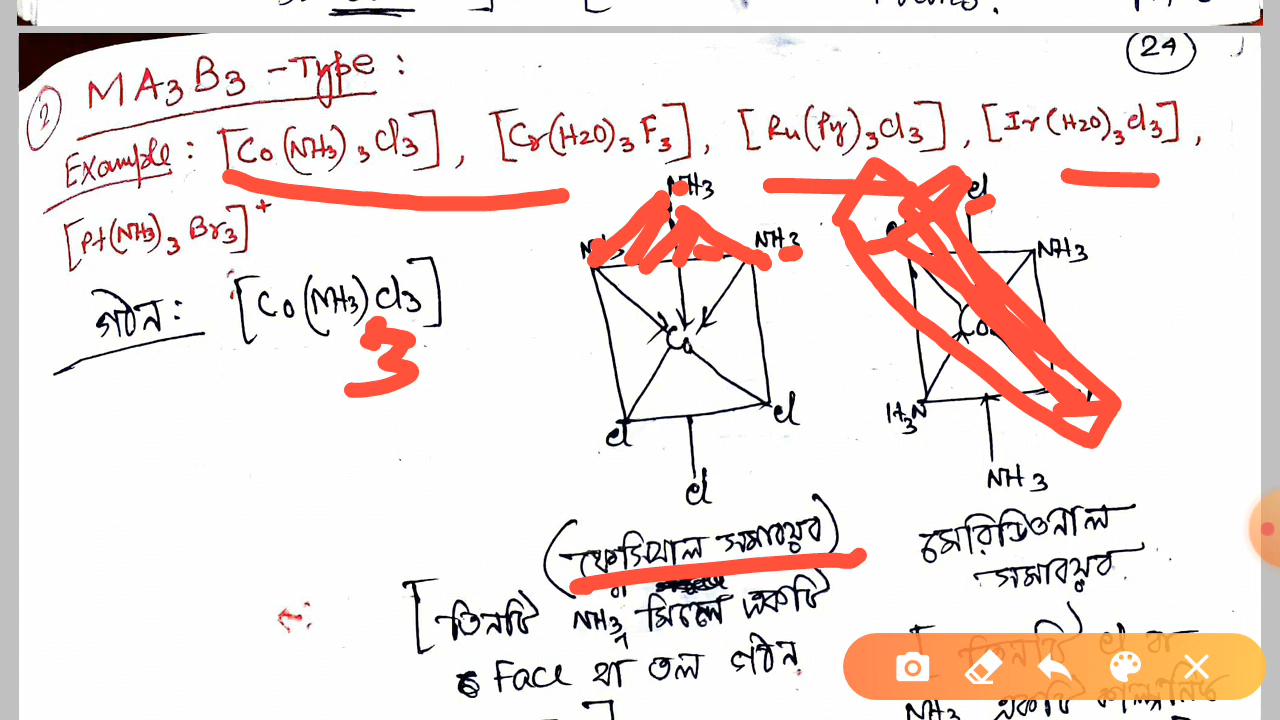 24
② MA3B3 -Type :
Example : [Co(NH3)3Cl3], [Cr(H2O)3F3], [Ru(Py)3Cl3], [Ir(H2O)3Cl3],
[Pt(NH3)3Br3]+
গঠন: [Co(NH3)Cl3]
3
NH3 Cl
NH3 NH3
Co Co
Cl Cl H3N
Cl NH3
(ফেসিয়াল সমাবয়ব) মেরিডিওনাল
সমাবয়ব
[তিনটি NH3 মিলে একটি
Face বা তল গঠন
]
NH3 একটি